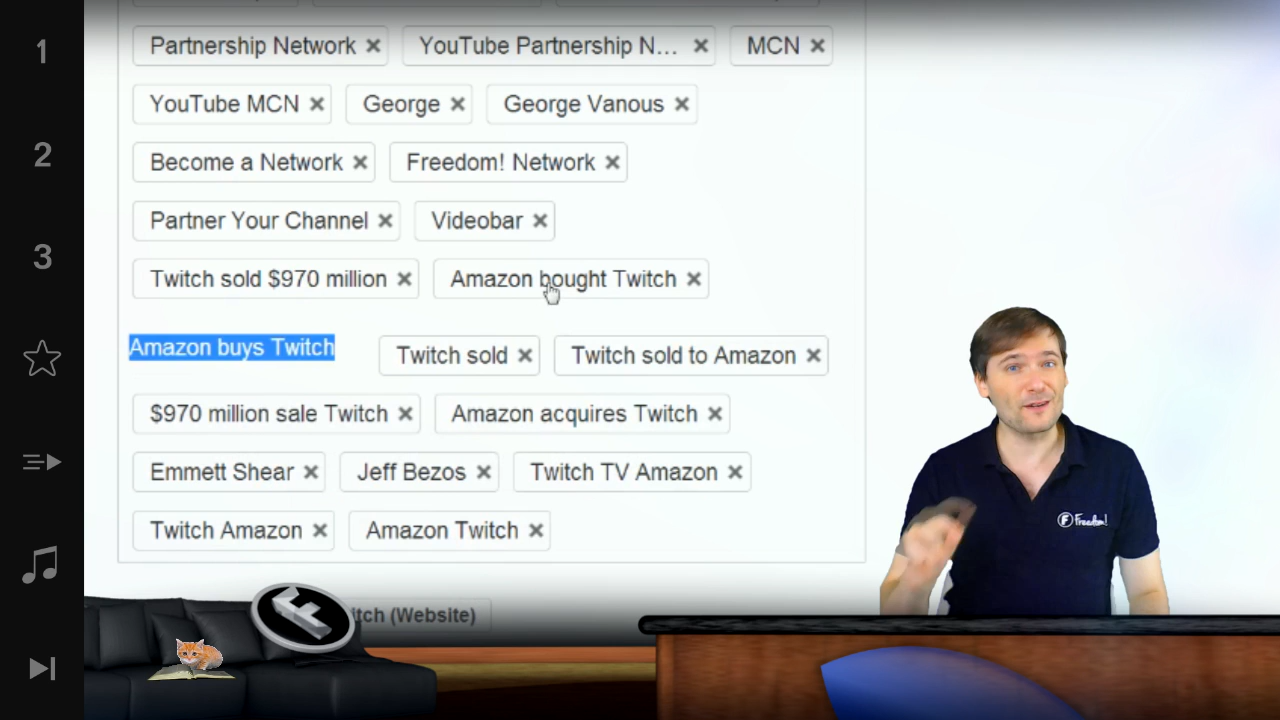 1
2
3
Partnership Network × YouTube Partnership N... × MCN ×
YouTube MCN × George × George Vanous ×
Become a Network × Freedom! Network ×
Partner Your Channel × Videobar ×
Twitch sold $970 million × Amazon bought Twitch ×
Amazon buys Twitch Twitch sold × Twitch sold to Amazon ×
$970 million sale Twitch × Amazon acquires Twitch ×
Emmett Shear × Jeff Bezos × Twitch TV Amazon ×
Twitch Amazon × Amazon Twitch ×
(Website)
F Freedom!